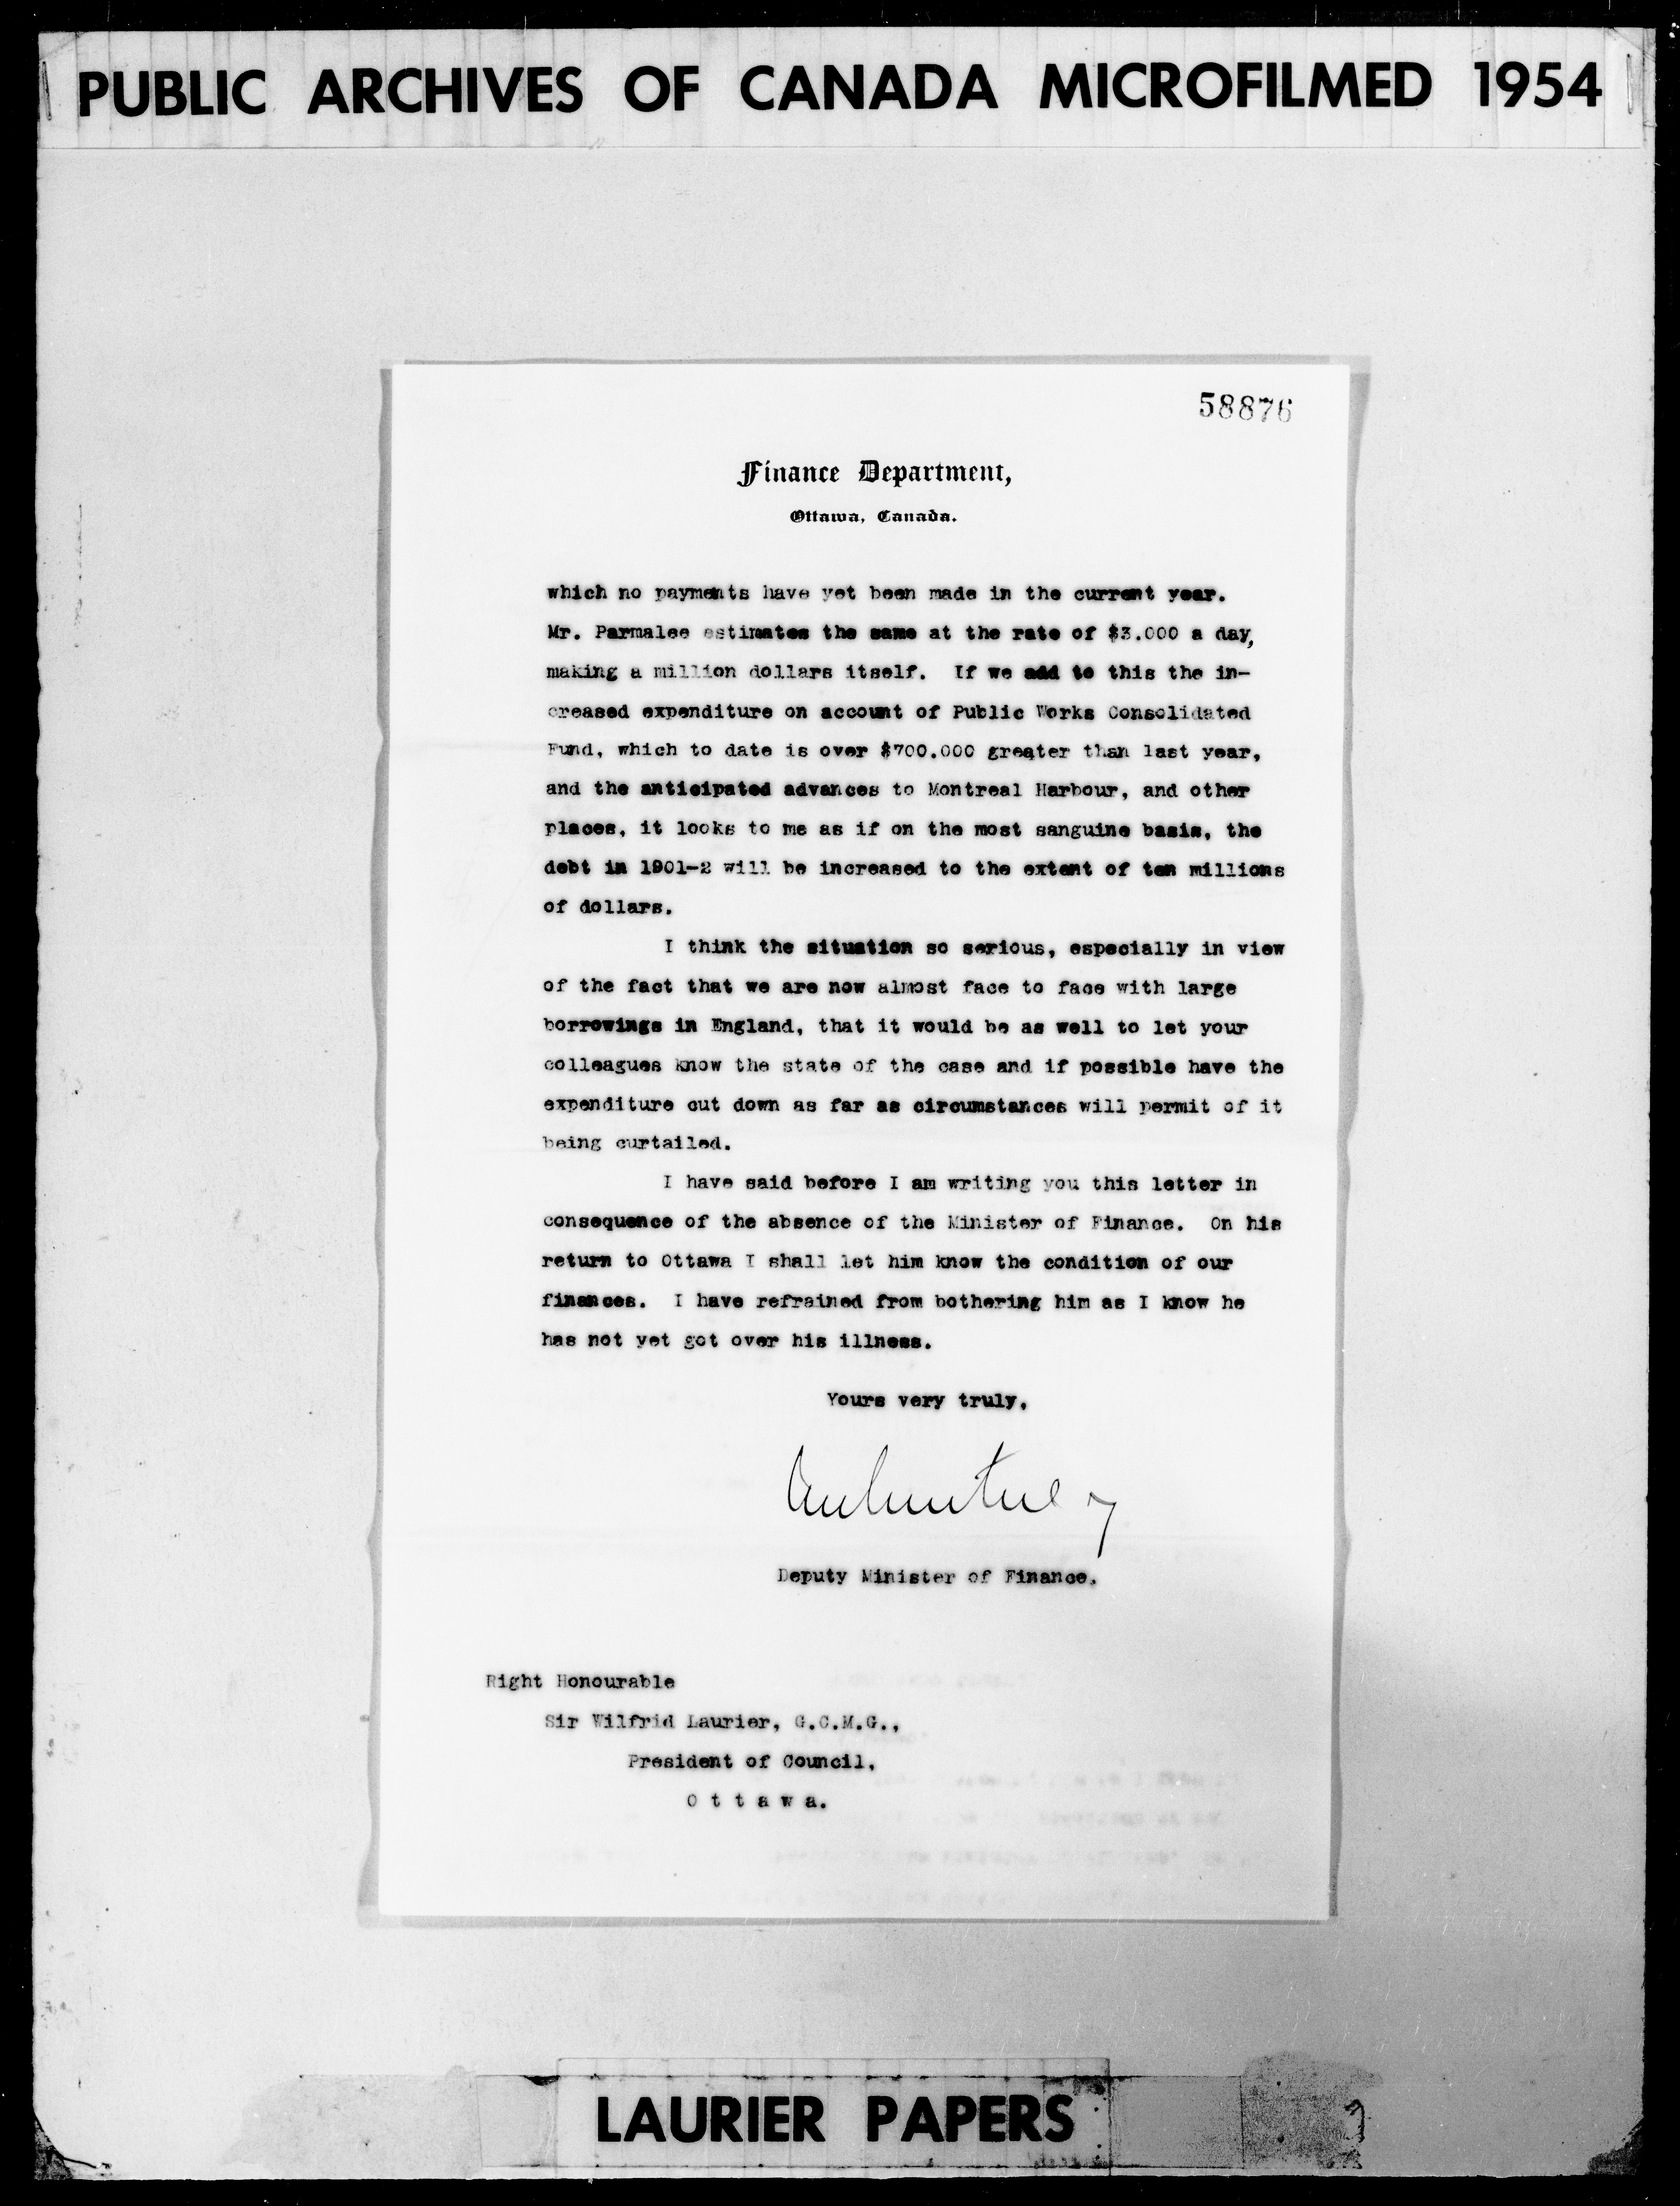 PUBLIC ARCHIVES OF CANADA MICROFILMED 1954
58876
Finance Department,
Ottawa, Canada.
which no payments have yet been made in the current year.
Mr. Parmalee estimates the same at the rate of $3.000 a day,
making a million dollars itself. If we add to this the in-
creased expenditure on account of Public Works Consolidated
Fund, which to date is over $700.000 greater than last year,
and the anticipated advances to Montreal Harbour, and other
places, it looks to me as if on the most sanguine basis, the
debt in 1901-2 will be increased to the extent of ten millions
of dollars.
I think the situation so serious, especially in view
of the fact that we are now almost face to face with large
borrowings in England, that it would be as well to let your
colleagues know the state of the case and if possible have the
expenditure cut down as far as circumstances will permit of it
being curtailed.
I have said before I am writing you this letter in
consequence of the absence of the Minister of Finance. On his
return to Ottawa I shall let him know the condition of our
finances. I have refrained from bothering him as I know he
has not yet got over his illness.
Yours very truly,
Deputy Minister of Finance.
Right Honourable
Sir Wilfrid Laurier, G.C.M.G.,
President of Council,
O t t a w a.
LAURIER PAPERS